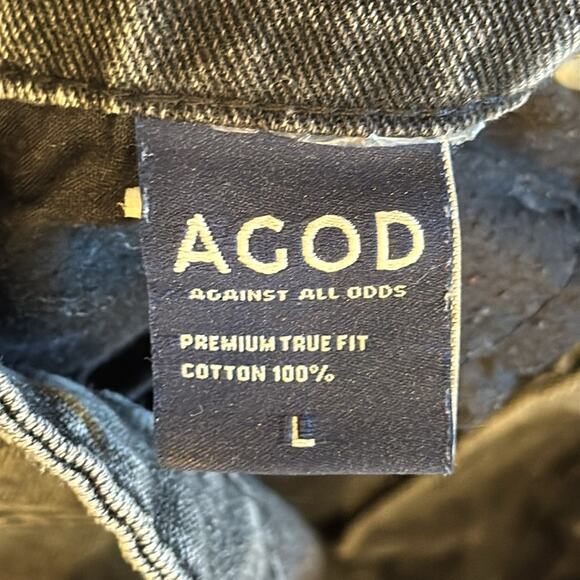 AGOD
AGAINST ALL ODDS
PREMIUM TRUE FIT
COTTON 100%
L